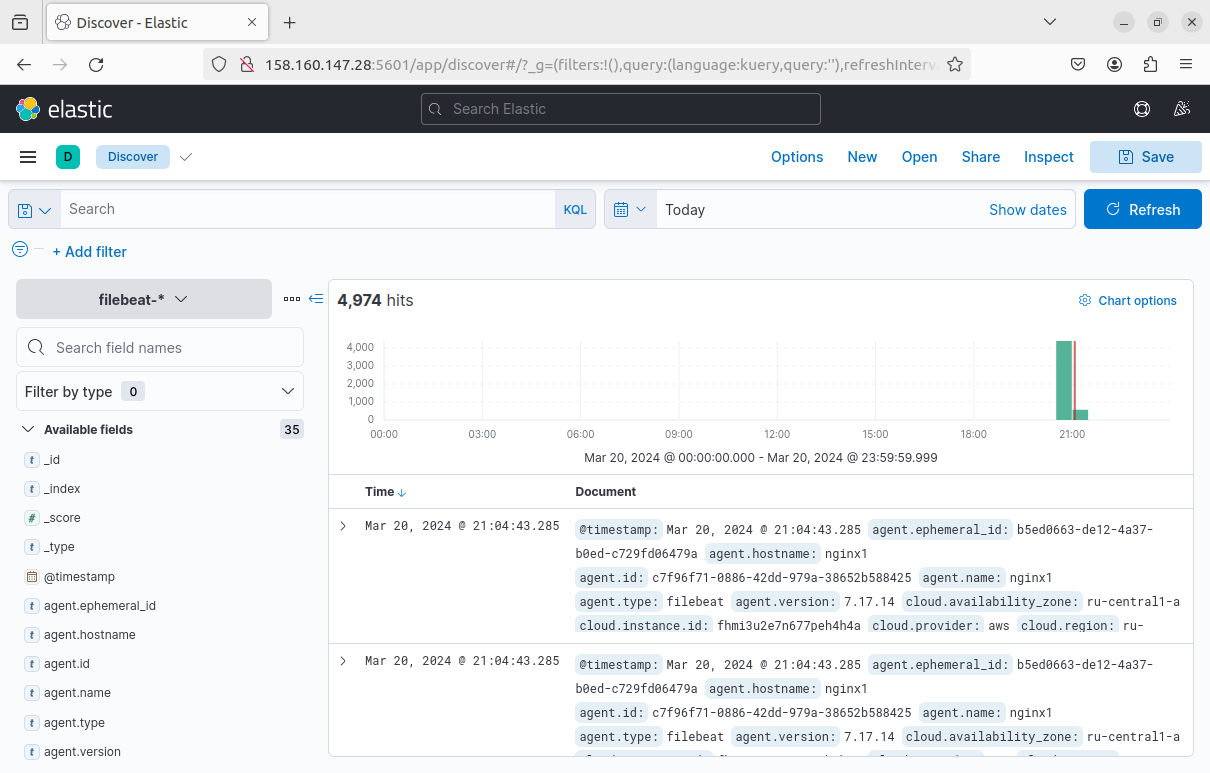 Discover - Elastic
158.160.147.28:5601/app/discover#/?_g=(filters:!(),query:(language:kuery,query:''),refreshInterv
elastic
Search Elastic
D Discover Options New Open Share Inspect Save
Search KQL Today Show dates Refresh
+ Add filter
filebeat-*
Search field names
Filter by type 0
Available fields 35
t _id
t _index
# _score
t _type
@timestamp
t agent.ephemeral_id
t agent.hostname
t agent.id
t agent.name
t agent.type
t agent.version
4,974 hits Chart options
4,000
3,000
2,000
1,000
0
00:00 03:00 06:00 09:00 12:00 15:00 18:00 21:00
Mar 20, 2024 @ 00:00:00.000 - Mar 20, 2024 @ 23:59:59.999
Time Document
Mar 20, 2024 @ 21:04:43.285 @timestamp: Mar 20, 2024 @ 21:04:43.285 agent.ephemeral_id: b5ed0663-de12-4a37-
b0ed-c729fd06479a agent.hostname: nginx1
agent.id: c7f96f71-0886-42dd-979a-38652b588425 agent.name: nginx1
agent.type: filebeat agent.version: 7.17.14 cloud.availability_zone: ru-central1-a
cloud.instance.id: fhmi3u2e7n677peh4h4a cloud.provider: aws cloud.region: ru-
Mar 20, 2024 @ 21:04:43.285 @timestamp: Mar 20, 2024 @ 21:04:43.285 agent.ephemeral_id: b5ed0663-de12-4a37-
b0ed-c729fd06479a agent.hostname: nginx1
agent.id: c7f96f71-0886-42dd-979a-38652b588425 agent.name: nginx1
agent.type: filebeat agent.version: 7.17.14 cloud.availability_zone: ru-central1-a